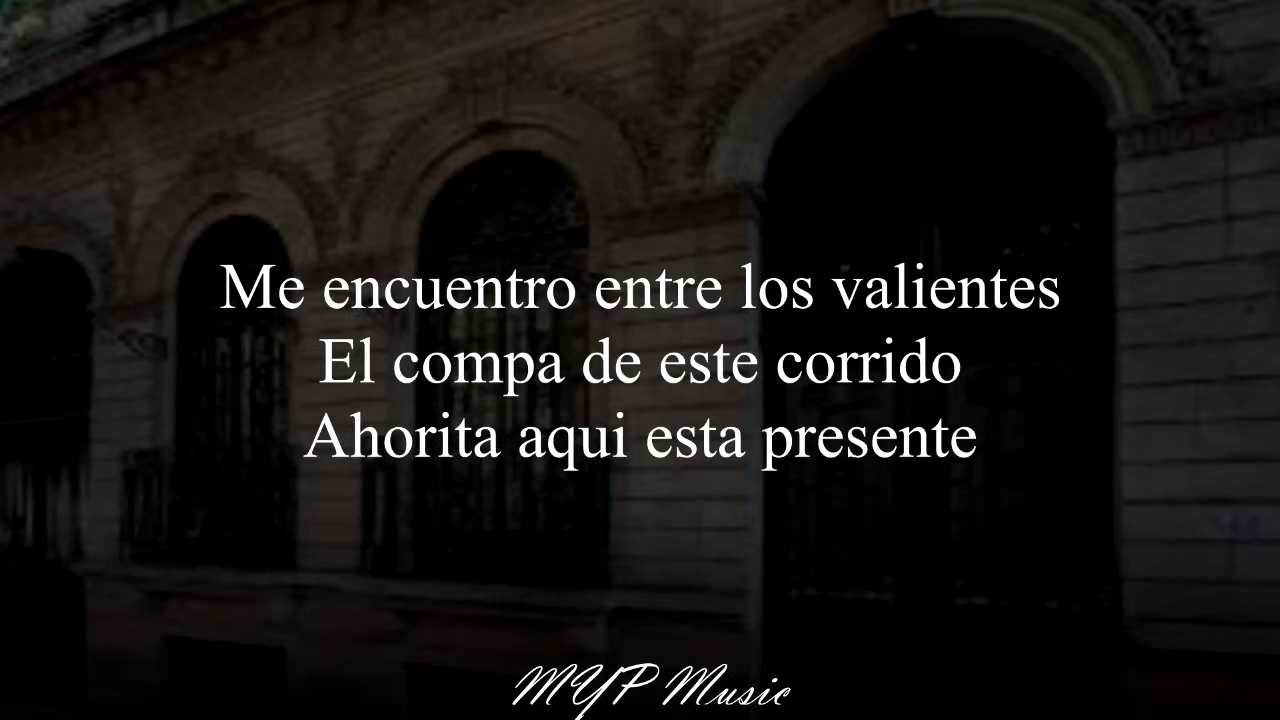 Me encuentro entre los valientes
El compa de este corrido
Ahorita aqui esta presente
MYP Music